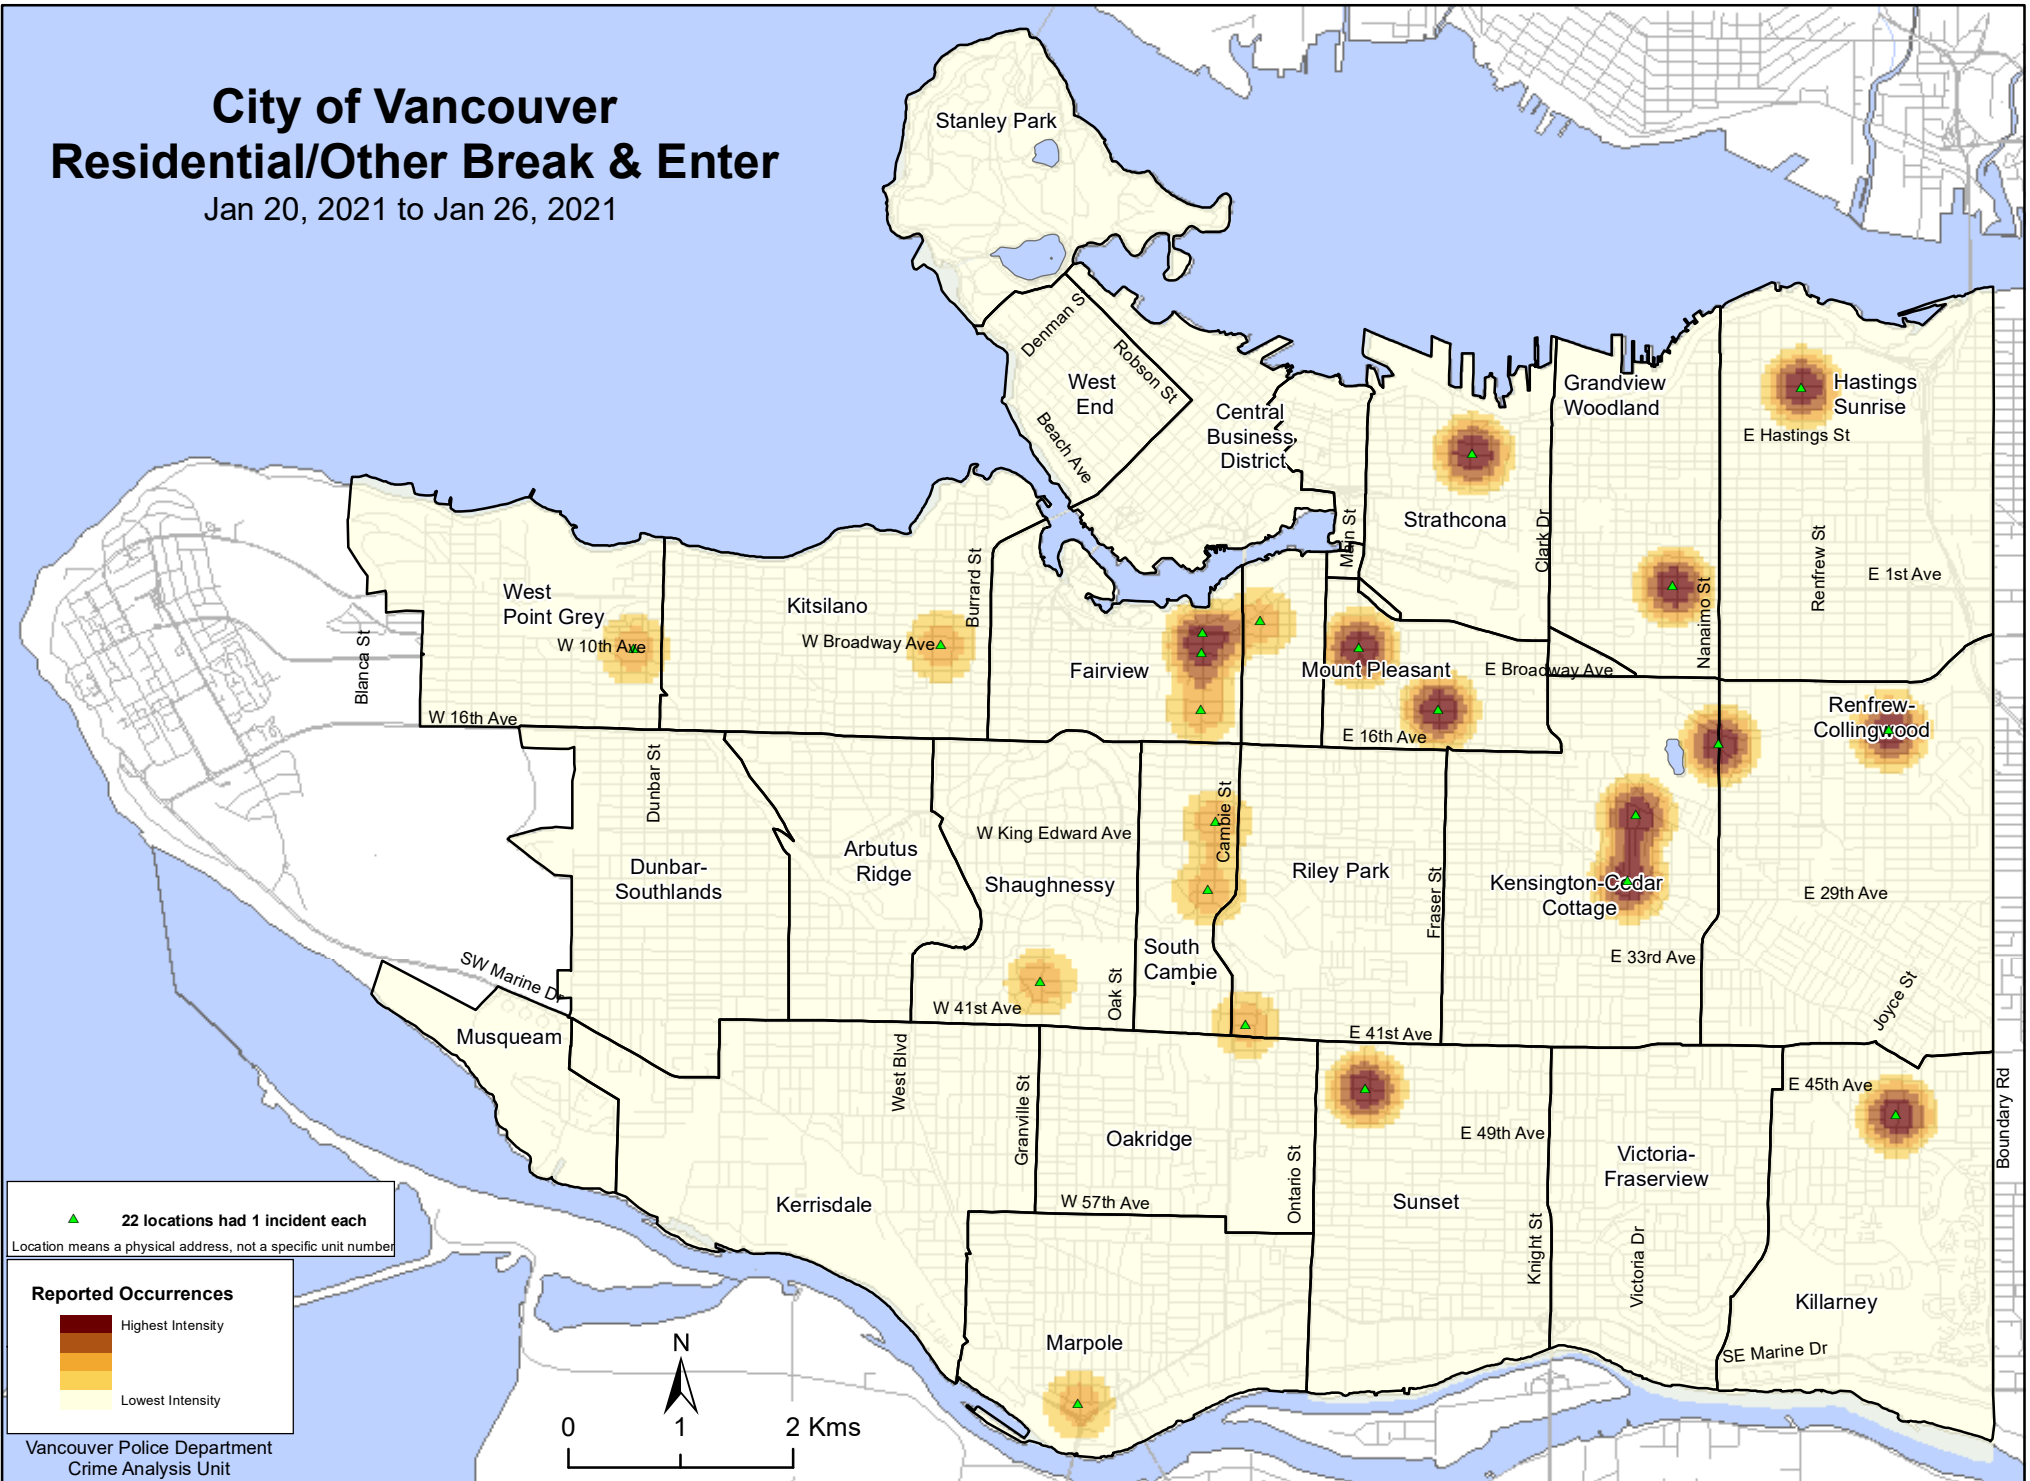 City of Vancouver
Residential/Other Break & Enter
Jan 20, 2021 to Jan 26, 2021
Stanley Park
Denman S
Robson St
West
End
Beach Ave
Central
Business
District
Grandview
Woodland
Hastings
Sunrise
E Hastings St
Strathcona
Main St
Clark Dr
Nanaimo St
Renfrew St
E 1st Ave
West
Point Grey
W 10th Ave
Blanca St
Kitsilano
W Broadway Ave
Burrard St
Fairview
Mount Pleasant
E Broadway Ave
W 16th Ave
E 16th Ave
Renfrew-
Collingwood
Dunbar St
Dunbar-
Southlands
Arbutus
Ridge
W King Edward Ave
Shaughnessy
Cambie St
Riley Park
Fraser St
Kensington-Cedar
Cottage
E 29th Ave
E 33rd Ave
South
Cambie
Oak St
W 41st Ave
E 41st Ave
Joyce St
SW Marine Dr
Musqueam
West Blvd
Granville St
Oakridge
Ontario St
E 49th Ave
E 45th Ave
Boundary Rd
Victoria-
Fraserview
Kerrisdale
W 57th Ave
Sunset
Knight St
Victoria Dr
Killarney
SE Marine Dr
Marpole
22 locations had 1 incident each
Location means a physical address, not a specific unit number
Reported Occurrences
Highest Intensity
Lowest Intensity
Vancouver Police Department
Crime Analysis Unit
N
0 1 2 Kms